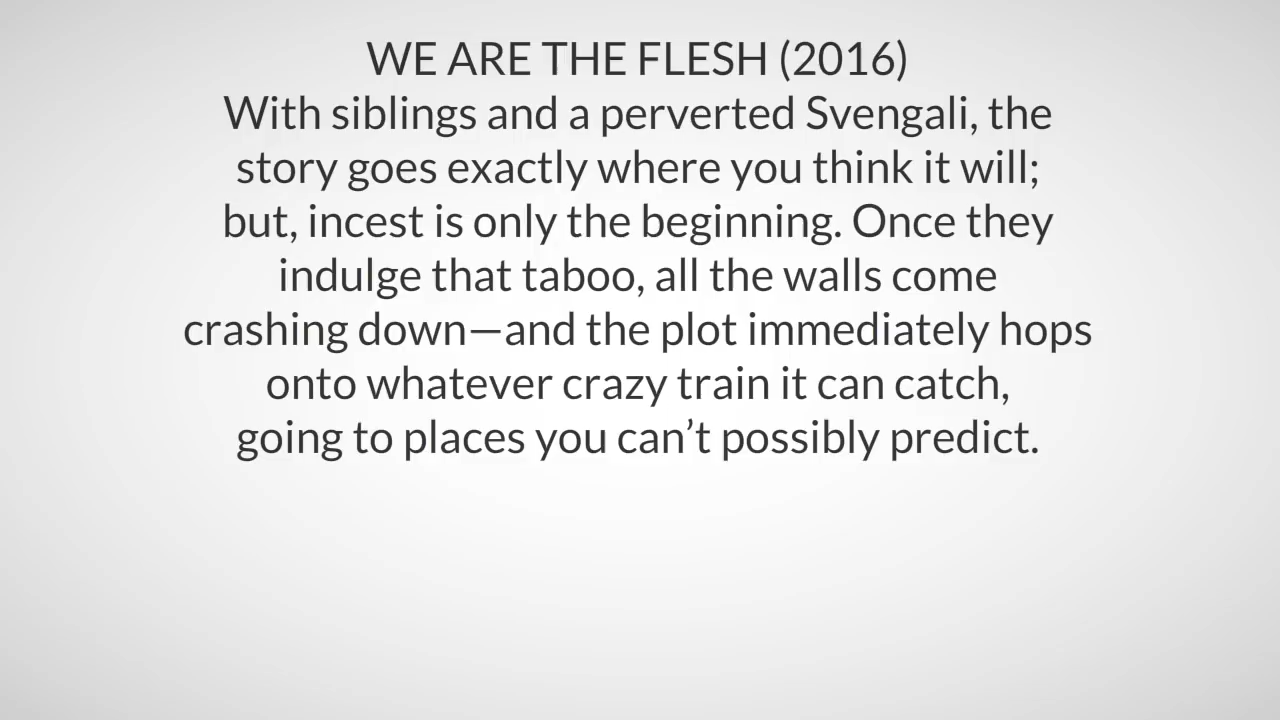 WE ARE THE FLESH (2016)
With siblings and a perverted Svengali, the
story goes exactly where you think it will;
but, incest is only the beginning. Once they
indulge that taboo, all the walls come
crashing down—and the plot immediately hops
onto whatever crazy train it can catch,
going to places you can’t possibly predict.